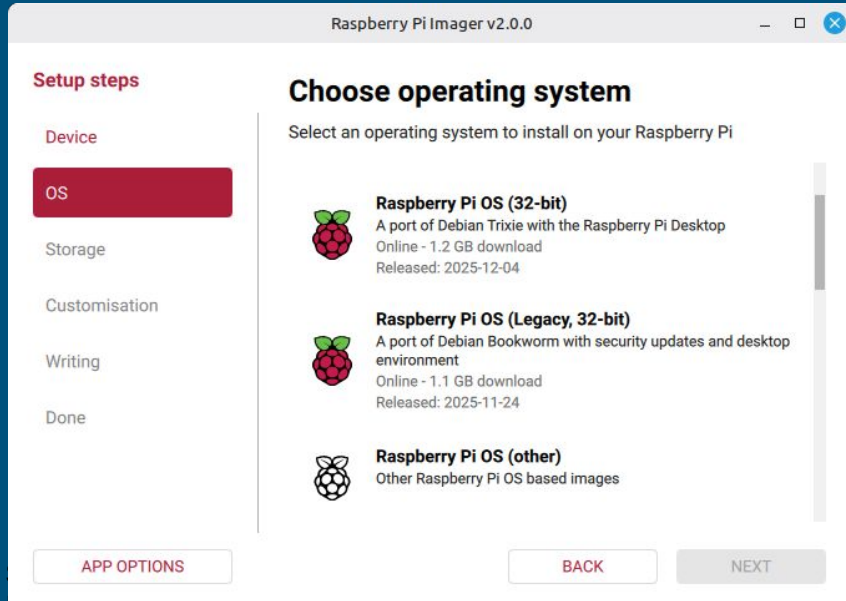 Raspberry Pi Imager v2.0.0
Setup steps
Device
OS
Storage
Customisation
Writing
Done
APP OPTIONS
Choose operating system
Select an operating system to install on your Raspberry Pi
Raspberry Pi OS (32-bit)
A port of Debian Trixie with the Raspberry Pi Desktop
Online - 1.2 GB download
Released: 2025-12-04
Raspberry Pi OS (Legacy, 32-bit)
A port of Debian Bookworm with security updates and desktop
environment
Online - 1.1 GB download
Released: 2025-11-24
Raspberry Pi OS (other)
Other Raspberry Pi OS based images
BACK
NEXT